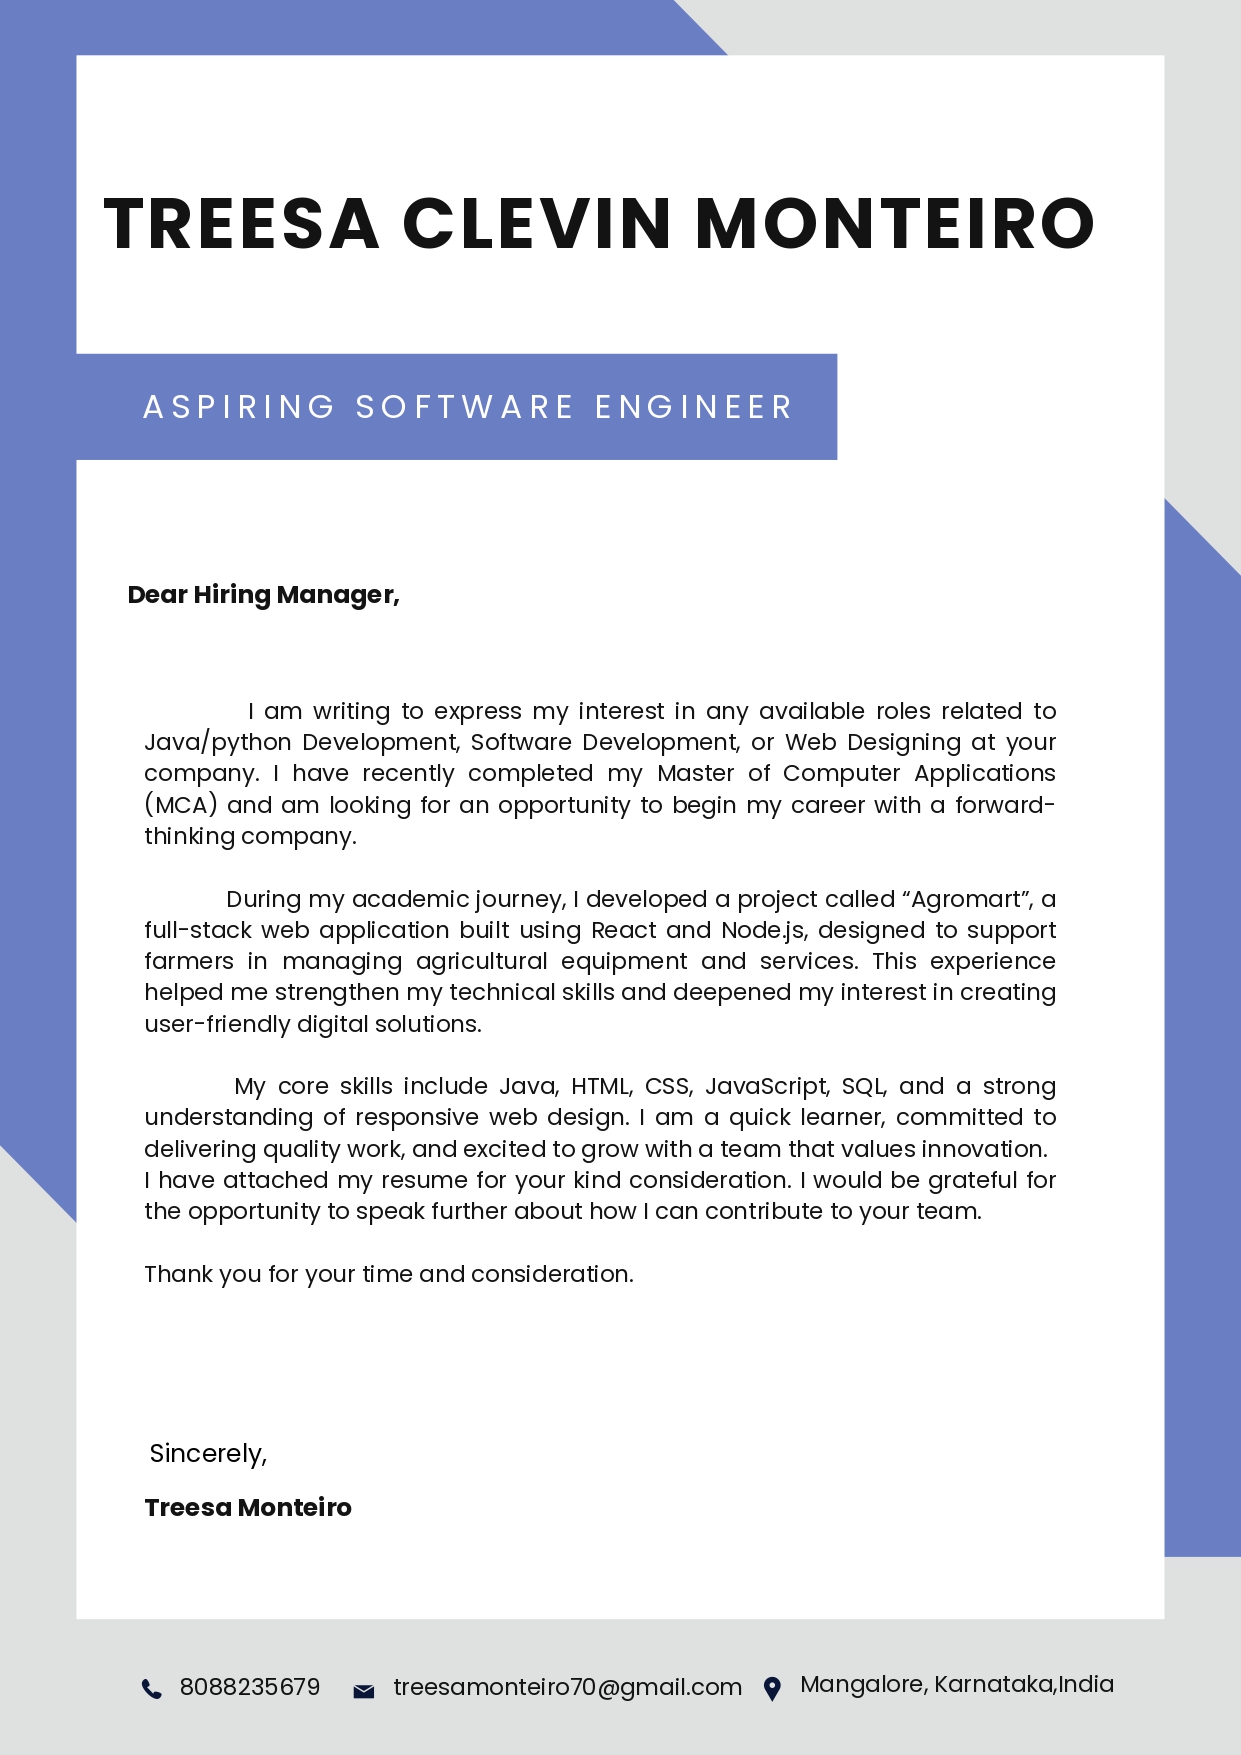 TREESA CLEVIN MONTEIRO
ASPIRING SOFTWARE ENGINEER
Dear Hiring Manager,
I am writing to express my interest in any available roles related to
Java/python Development, Software Development, or Web Designing at your
company. I have recently completed my Master of Computer Applications
(MCA) and am looking for an opportunity to begin my career with a forward-
thinking company.
During my academic journey, I developed a project called “Agromart”, a
full-stack web application built using React and Node.js, designed to support
farmers in managing agricultural equipment and services. This experience
helped me strengthen my technical skills and deepened my interest in creating
user-friendly digital solutions.
My core skills include Java, HTML, CSS, JavaScript, SQL, and a strong
understanding of responsive web design. I am a quick learner, committed to
delivering quality work, and excited to grow with a team that values innovation.
I have attached my resume for your kind consideration. I would be grateful for
the opportunity to speak further about how I can contribute to your team.
Thank you for your time and consideration.
Sincerely,
Treesa Monteiro
8088235679 treesamonteiro70@gmail.com Mangalore, Karnataka,India